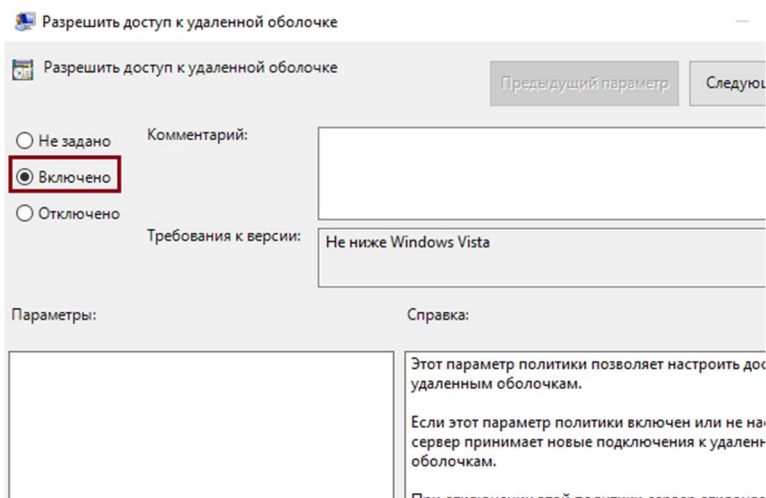 Разрешить доступ к удаленной оболочке
Разрешить доступ к удаленной оболочке
Предыдущий параметр
Не задано
Комментарий:
Включено
Отключено
Требования к версии:
Не ниже Windows Vista
Параметры:
Справка:
Этот параметр политики позволяет настроить
удаленным оболочкам.
Если этот параметр политики включен или не
сервер принимает новые подключения к
оболочкам.